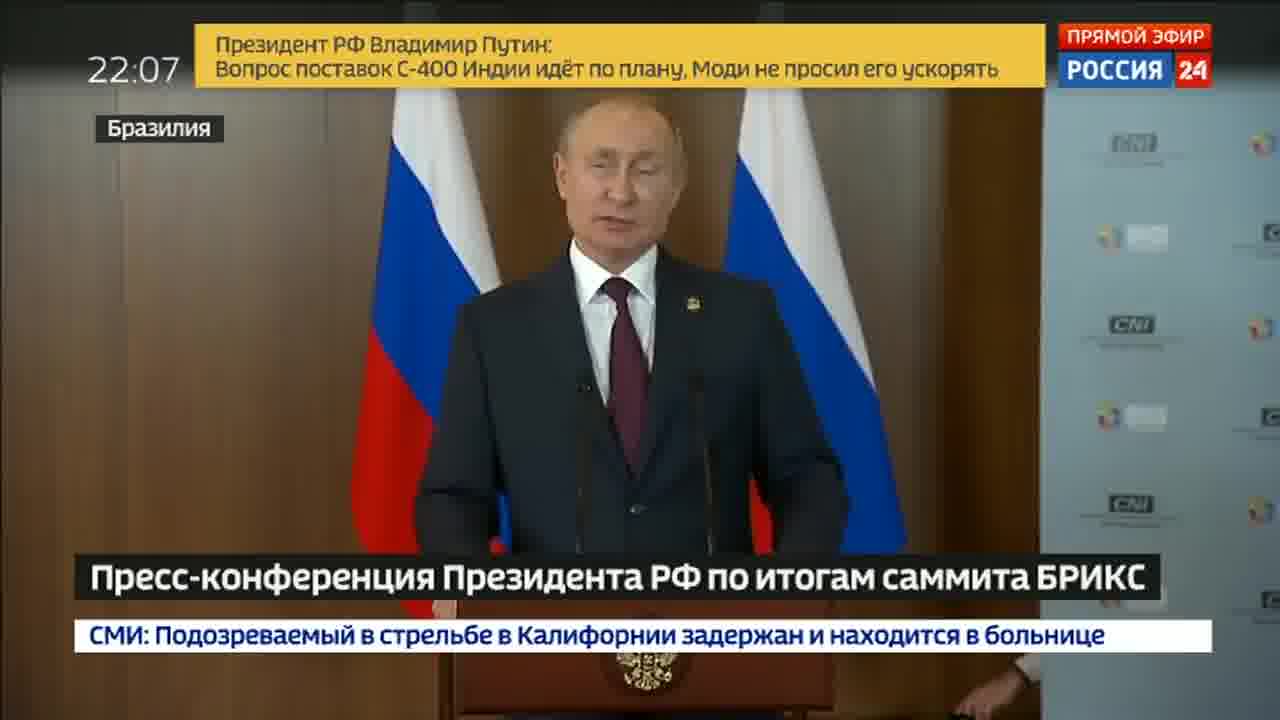 22:07
Президент РФ Владимир Путин:
Вопрос поставок С-400 Индии идёт по плану, Моди не просил его ускорять
ПРЯМОЙ ЭФИР
РОССИЯ 24
Бразилия
CNI
CNI
CNI
Пресс-конференция Президента РФ по итогам саммита БРИКС
СМИ: Подозреваемый в стрельбе в Калифорнии задержан и находится в больнице